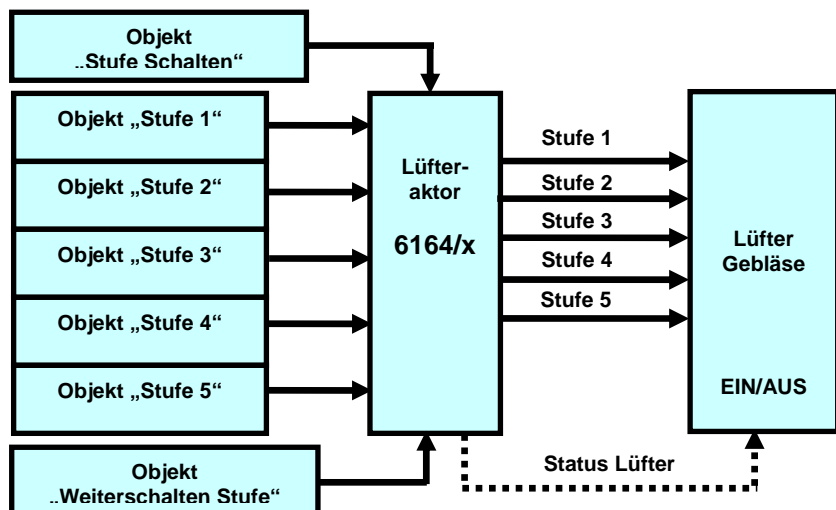 Objekt
„Stufe Schalten“
Objekt „Stufe 1“
Objekt „Stufe 2“
Objekt „Stufe 3“
Objekt „Stufe 4“
Objekt „Stufe 5“
Objekt
„Weiterschalten Stufe“
Lüfter-
aktor
6164/x
Stufe 1
Stufe 2
Stufe 3
Stufe 4
Stufe 5
Status Lüfter
Lüfter
Gebläse
EIN/AUS